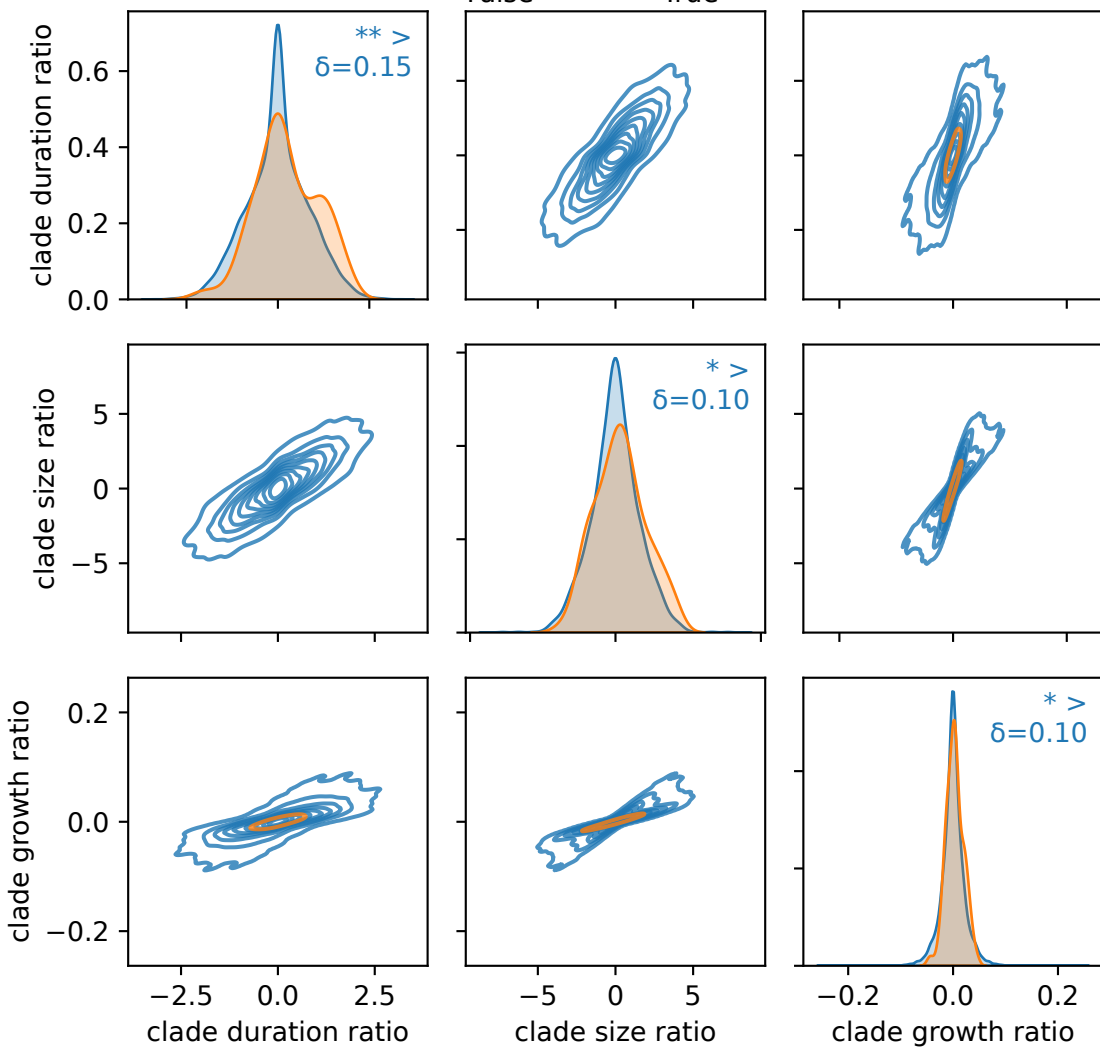 clade duration ratio
0.6
0.4
0.2
0.0
** >
δ=0.15
clade size ratio
5
0
−5
* >
δ=0.10
clade growth ratio
0.2
0.0
−0.2
* >
δ=0.10
−2.5 0.0 2.5
−5 0 5
−0.2 0.0 0.2
clade duration ratio
clade size ratio
clade growth ratio